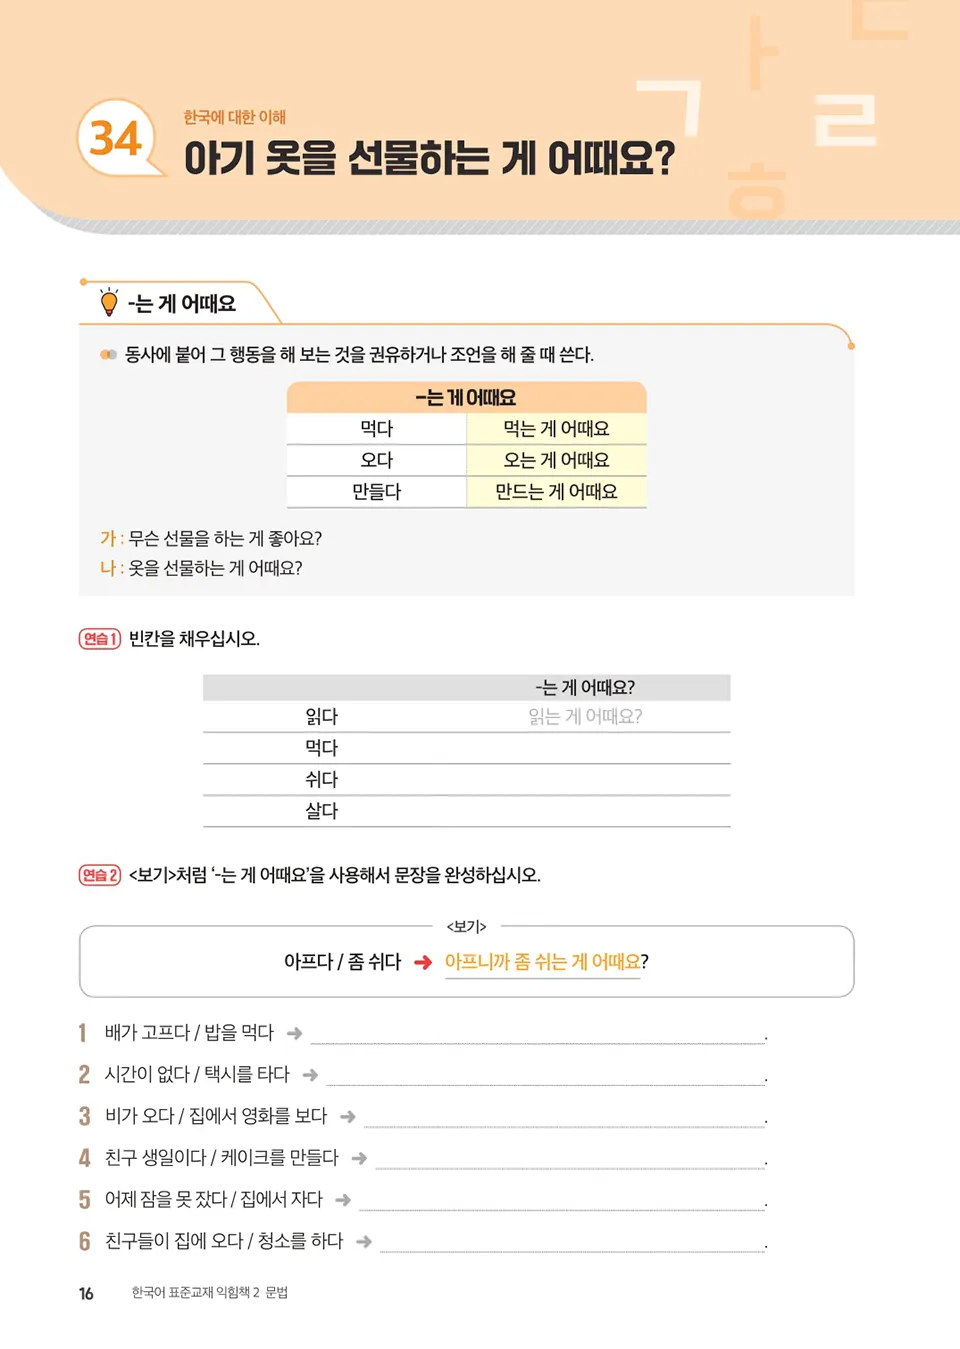 34
한국에 대한 이해
아기 옷을 선물하는 게 어때요?
ㄱ ㅏ ㄷ ㄹ ㅎ
-는 게 어때요
동사에 붙어 그 행동을 해 보는 것을 권유하거나 조언을 해 줄 때 쓴다.
-는 게 어때요
먹다 먹는 게 어때요
오다 오는 게 어때요
만들다 만드는 게 어때요
가 : 무슨 선물을 하는 게 좋아요?
나 : 옷을 선물하는 게 어때요?
연습 1 빈칸을 채우십시오.
-는 게 어때요?
읽다 읽는 게 어때요?
먹다
쉬다
살다
연습 2 <보기>처럼 ‘-는 게 어때요’을 사용해서 문장을 완성하십시오.
<보기>
아프다 / 좀 쉬다 ➜ 아프니까 좀 쉬는 게 어때요?
1 배가 고프다 / 밥을 먹다 ➜ .
2 시간이 없다 / 택시를 타다 ➜ .
3 비가 오다 / 집에서 영화를 보다 ➜ .
4 친구 생일이다 / 케이크를 만들다 ➜ .
5 어제 잠을 못 잤다 / 집에서 자다 ➜ .
6 친구들이 집에 오다 / 청소를 하다 ➜ .
16 한국어 표준교재 익힘책 2 문법